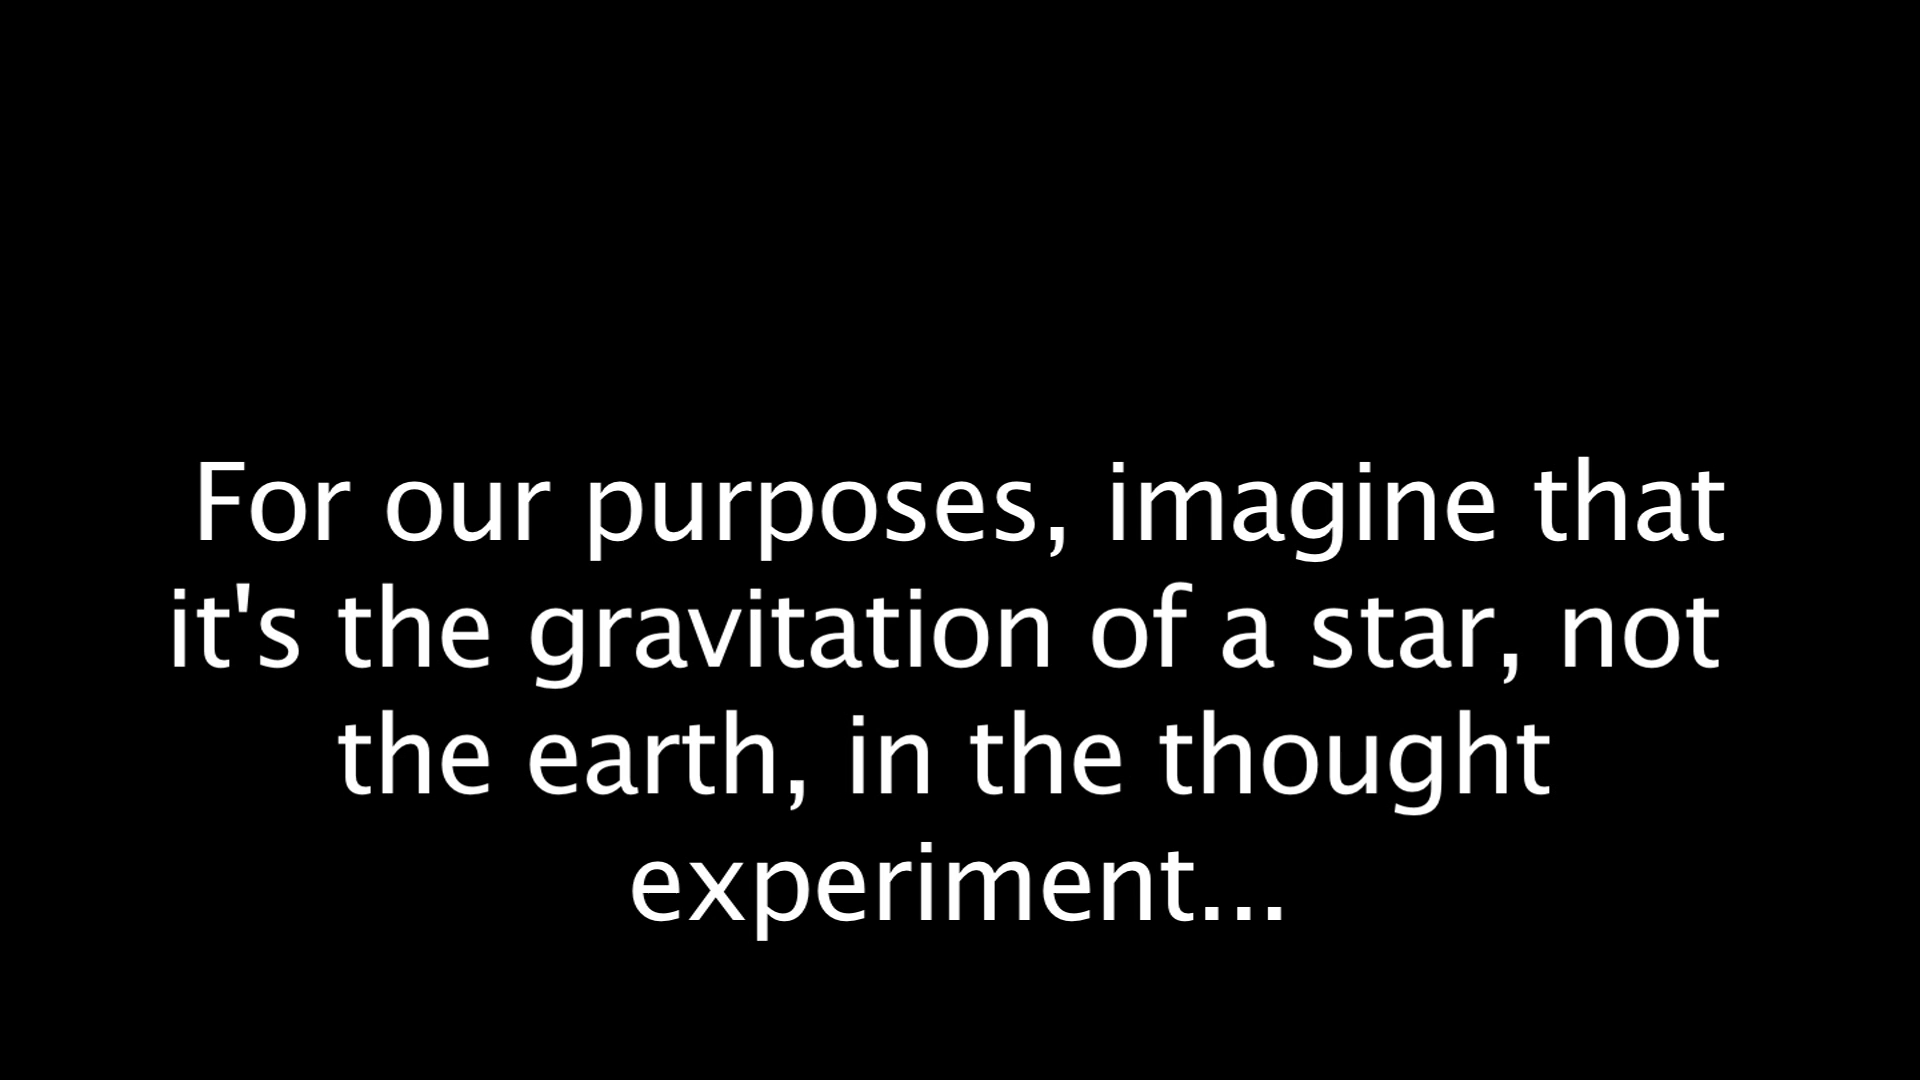 For our purposes, imagine that
it's the gravitation of a star, not
the earth, in the thought
experiment...